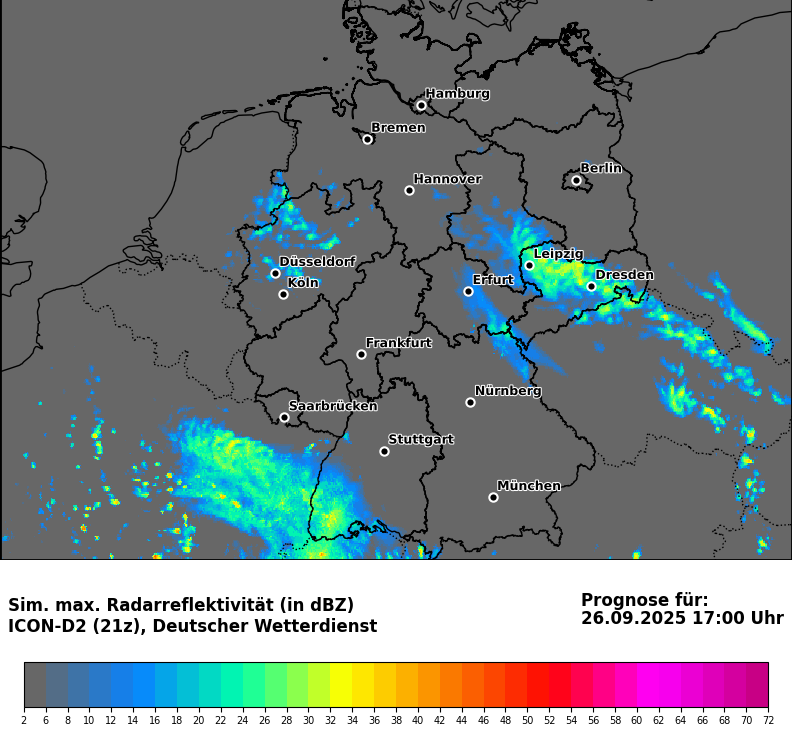 Hamburg
Bremen
Berlin
Hannover
Leipzig
Düsseldorf
Dresden
Erfurt
Köln
Frankfurt
Nürnberg
Saarbrücken
Stuttgart
München
Sim. max. Radarreflektivität (in dBZ)
ICON-D2 (21z), Deutscher Wetterdienst
Prognose für:
26.09.2025 17:00 Uhr
2 6 8 10 12 14 16 18 20 22 24 26 28 30 32 34 36 38 40 42 44 46 48 50 52 54 56 58 60 62 64 66 68 70 72